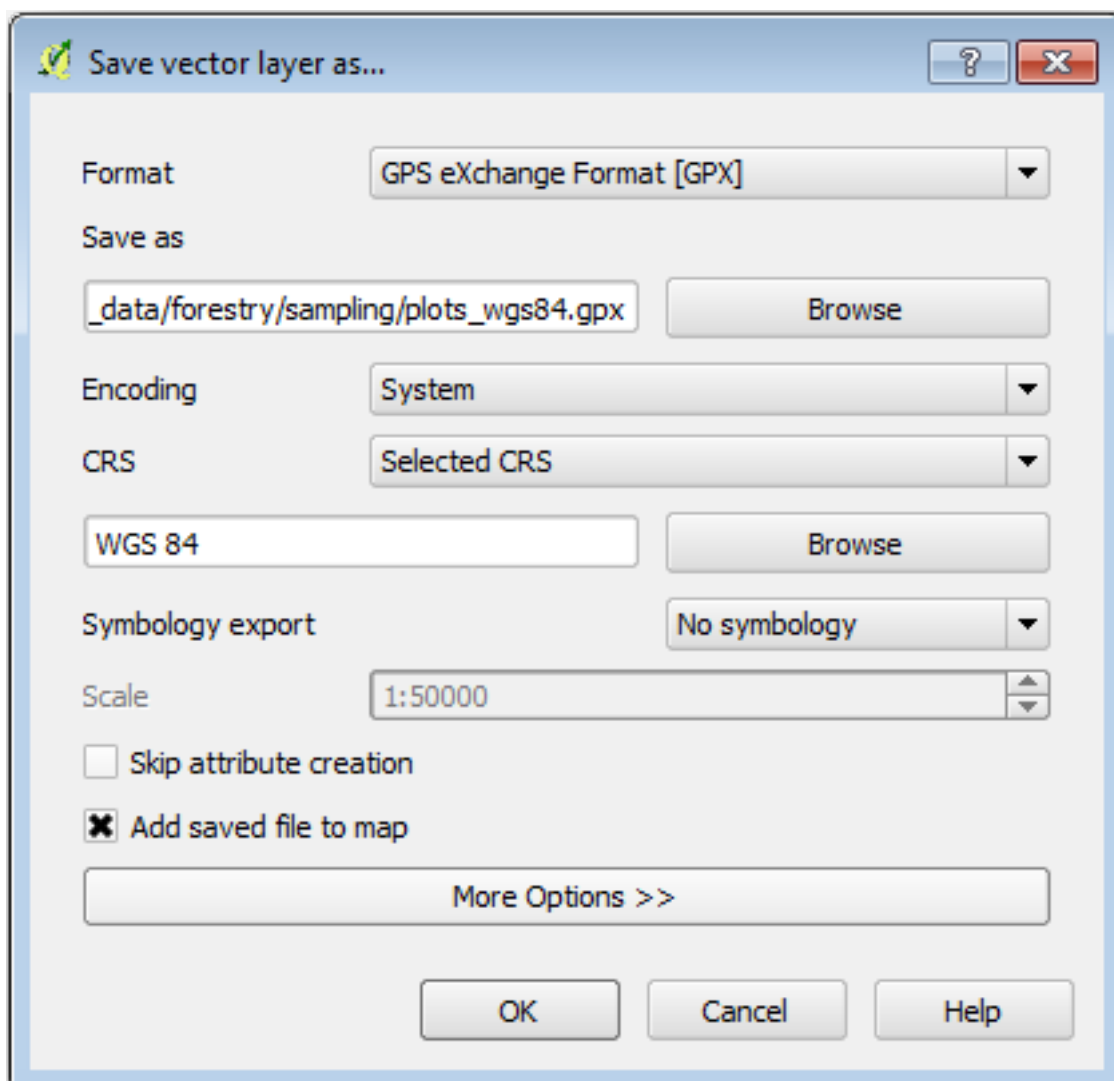 Save vector layer as...
Format GPS eXchange Format [GPX]
Save as
_data/forestry/sampling/plots_wgs84.gpx Browse
Encoding System
CRS Selected CRS
WGS 84 Browse
Symbology export No symbology
Scale 1:50000
Skip attribute creation
Add saved file to map
More Options >>
OK Cancel Help